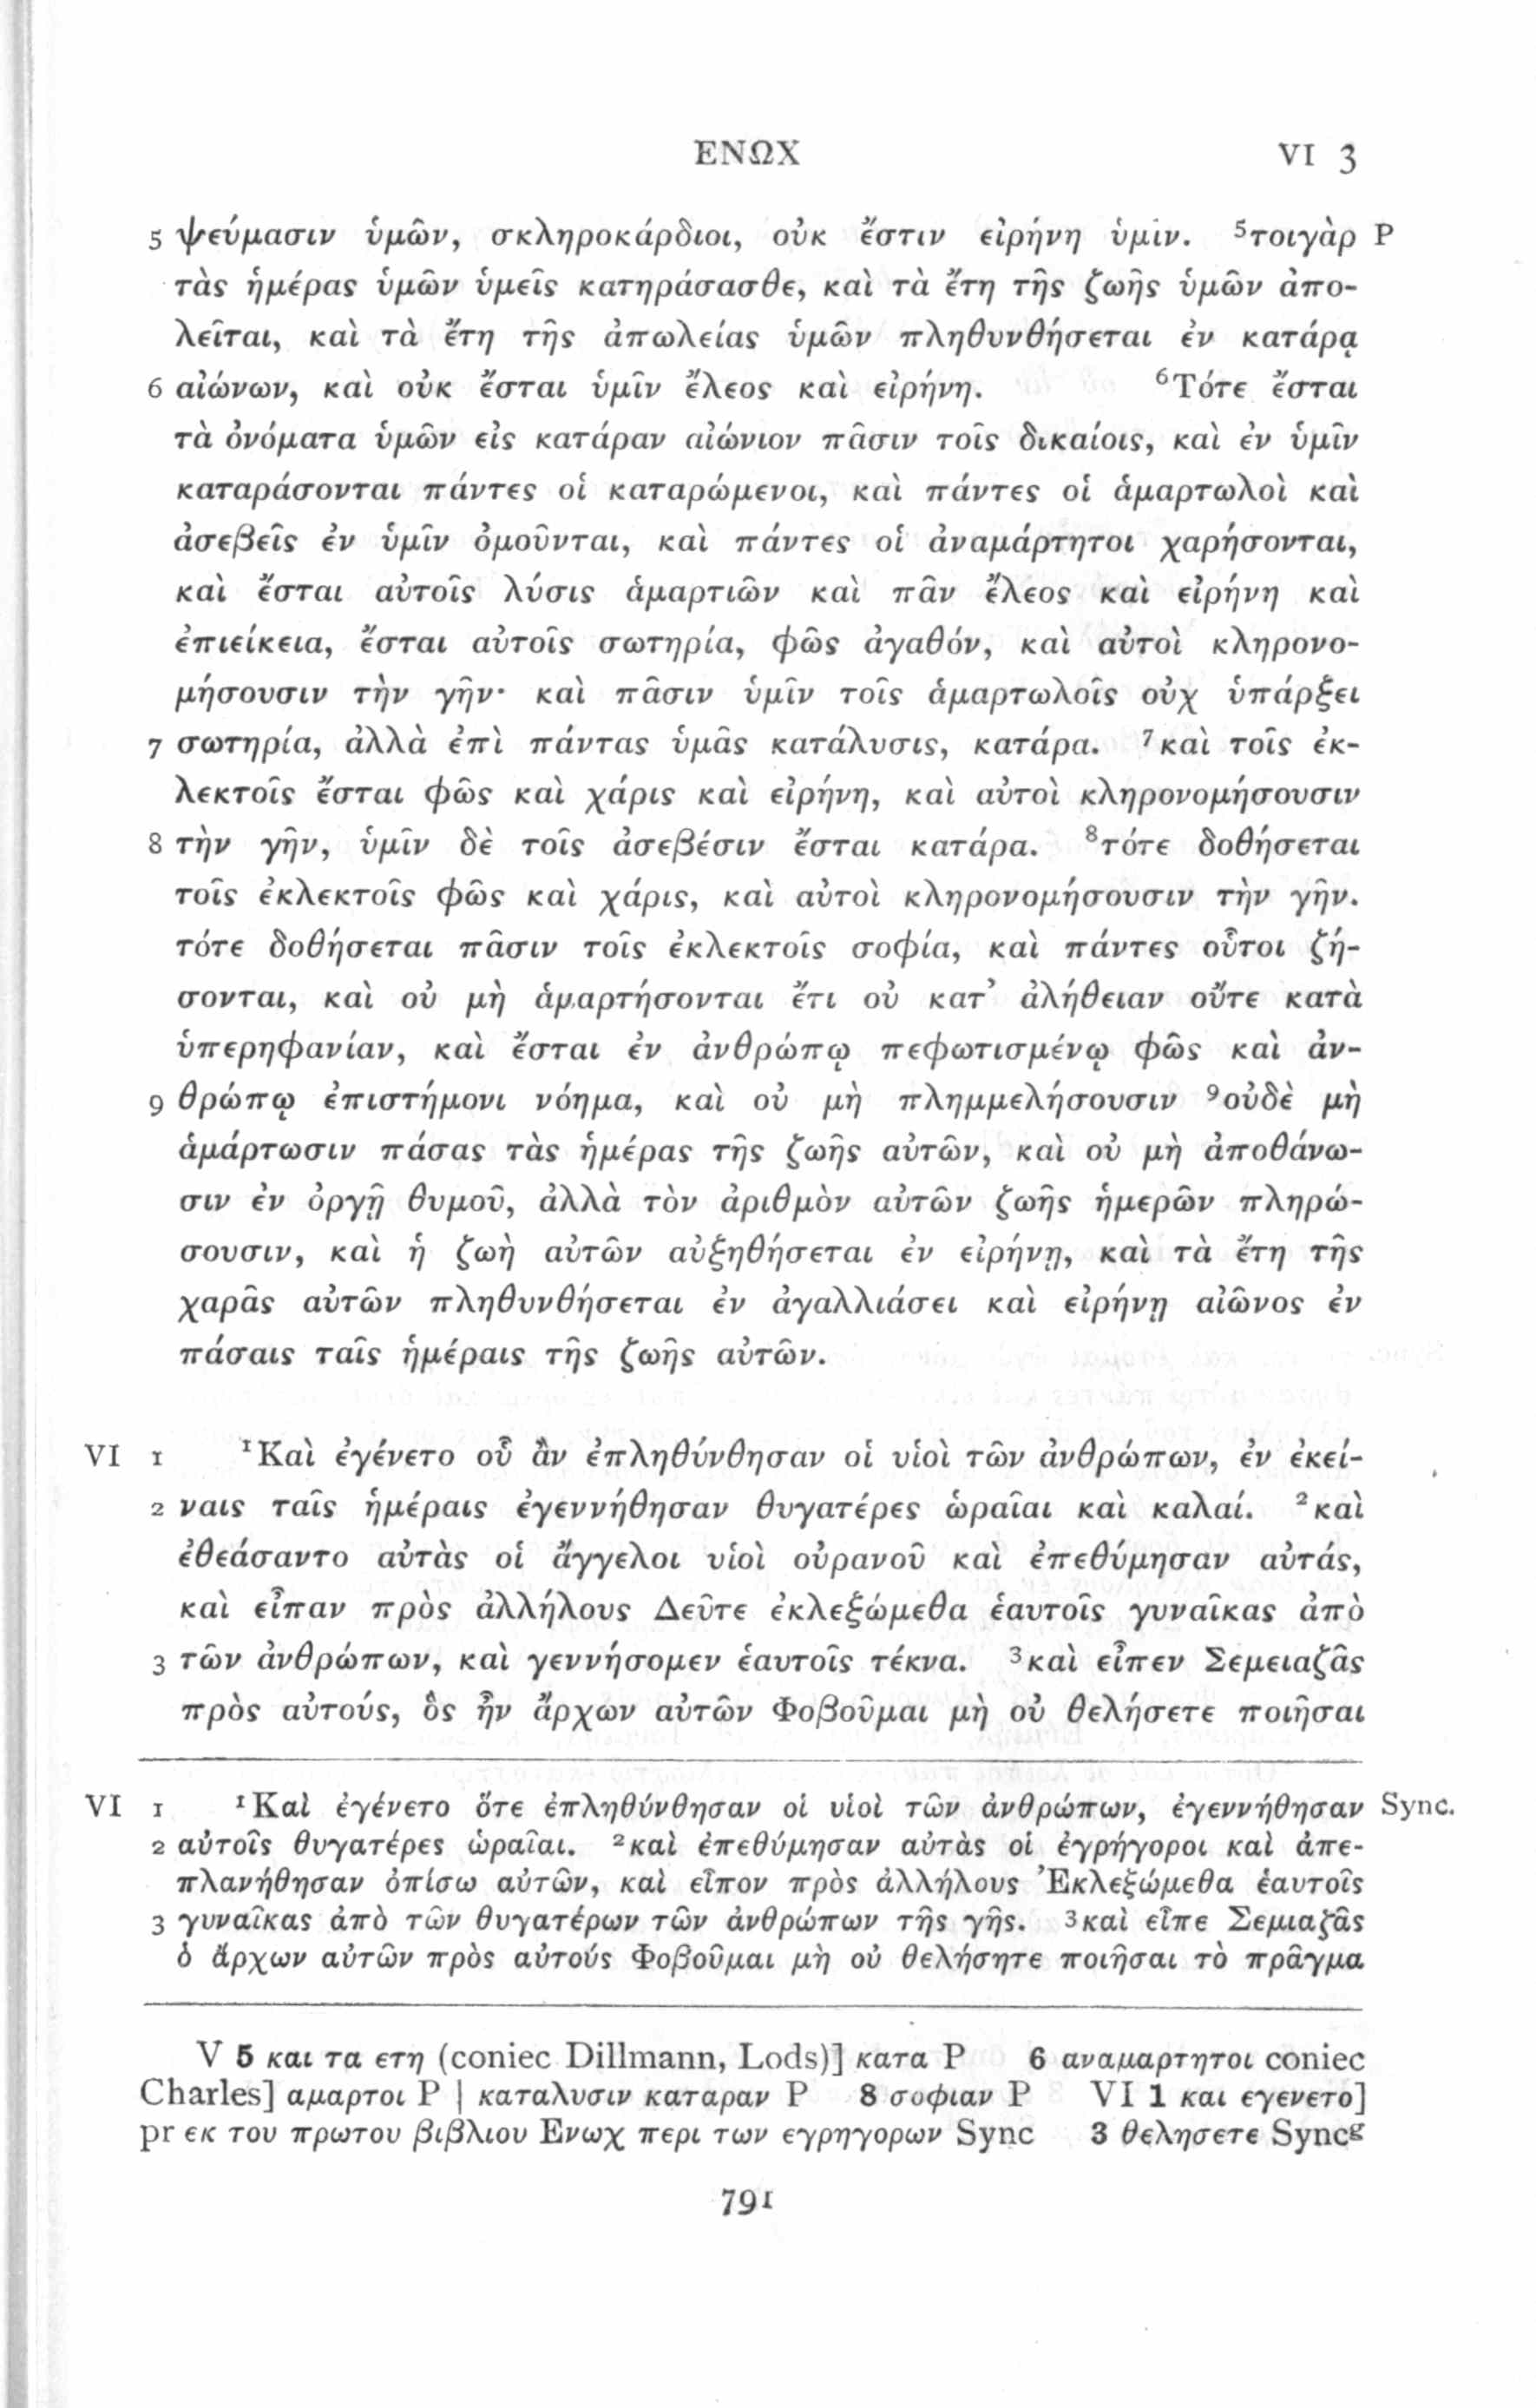 ΕΝΩΧ VI 3
5 ψεύμασιν ὑμῶν, σκληροκάρδιοι, οὐκ ἔστιν εἰρήνη ὑμῖν. ⁵τοιγὰρ P
τὰς ἡμέρας ὑμῶν ὑμεῖς κατηράσασθε, καὶ τὰ ἔτη τῆς ζωῆς ὑμῶν ἀπο-
λεῖται, καὶ τὰ ἔτη τῆς ἀπωλείας ὑμῶν πληθυνθήσεται ἐν κατάρᾳ
6 αἰώνων, καὶ οὐκ ἔσται ὑμῖν ἔλεος καὶ εἰρήνη. ⁶Τότε ἔσται
τὰ ὀνόματα ὑμῶν εἰς κατάραν αἰώνιον πᾶσιν τοῖς δικαίοις, καὶ ἐν ὑμῖν
καταράσονται πάντες οἱ καταρώμενοι, καὶ πάντες οἱ ἁμαρτωλοὶ καὶ
ἀσεβεῖς ἐν ὑμῖν ὀμοῦνται, καὶ πάντες οἱ ἀναμάρτητοι χαρήσονται,
καὶ ἔσται αὐτοῖς λύσις ἁμαρτιῶν καὶ πᾶν ἔλεος καὶ εἰρήνη καὶ
ἐπιείκεια, ἔσται αὐτοῖς σωτηρία, φῶς ἀγαθόν, καὶ αὐτοὶ κληρονο-
μήσουσιν τὴν γῆν· καὶ πᾶσιν ὑμῖν τοῖς ἁμαρτωλοῖς οὐχ ὑπάρξει
7 σωτηρία, ἀλλὰ ἐπὶ πάντας ὑμᾶς κατάλυσις, κατάρα. ⁷καὶ τοῖς ἐκ-
λεκτοῖς ἔσται φῶς καὶ χάρις καὶ εἰρήνη, καὶ αὐτοὶ κληρονομήσουσιν
8 τὴν γῆν, ὑμῖν δὲ τοῖς ἀσεβέσιν ἔσται κατάρα. ⁸τότε δοθήσεται
τοῖς ἐκλεκτοῖς φῶς καὶ χάρις, καὶ αὐτοὶ κληρονομήσουσιν τὴν γῆν.
τότε δοθήσεται πᾶσιν τοῖς ἐκλεκτοῖς σοφία, καὶ πάντες οὗτοι ζή-
σονται, καὶ οὐ μὴ ἁμαρτήσονται ἔτι οὐ κατ’ ἀλήθειαν οὔτε κατὰ
ὑπερηφανίαν, καὶ ἔσται ἐν ἀνθρώπῳ πεφωτισμένῳ φῶς καὶ ἀν-
9 θρώπῳ ἐπιστήμονι νόημα, καὶ οὐ μὴ πλημμελήσουσιν ⁹οὐδὲ μὴ
ἁμάρτωσιν πάσας τὰς ἡμέρας τῆς ζωῆς αὐτῶν, καὶ οὐ μὴ ἀποθάνω-
σιν ἐν ὀργῇ θυμοῦ, ἀλλὰ τὸν ἀριθμὸν αὐτῶν ζωῆς ἡμερῶν πληρώ-
σουσιν, καὶ ἡ ζωὴ αὐτῶν αὐξηθήσεται ἐν εἰρήνῃ, καὶ τὰ ἔτη τῆς
χαρᾶς αὐτῶν πληθυνθήσεται ἐν ἀγαλλιάσει καὶ εἰρήνῃ αἰῶνος ἐν
πάσαις ταῖς ἡμέραις τῆς ζωῆς αὐτῶν.
VI 1 ¹Καὶ ἐγένετο οὗ ἂν ἐπληθύνθησαν οἱ υἱοὶ τῶν ἀνθρώπων, ἐν ἐκεί-
2 ναις ταῖς ἡμέραις ἐγεννήθησαν θυγατέρες ὡραῖαι καὶ καλαί. ²καὶ
ἐθεάσαντο αὐτὰς οἱ ἄγγελοι υἱοὶ οὐρανοῦ καὶ ἐπεθύμησαν αὐτάς,
καὶ εἶπαν πρὸς ἀλλήλους Δεῦτε ἐκλεξώμεθα ἑαυτοῖς γυναῖκας ἀπὸ
3 τῶν ἀνθρώπων, καὶ γεννήσομεν ἑαυτοῖς τέκνα. ³καὶ εἶπεν Σεμειαζᾶς
πρὸς αὐτούς, ὃς ἦν ἄρχων αὐτῶν Φοβοῦμαι μὴ οὐ θελήσετε ποιῆσαι
VI 1 ¹Καὶ ἐγένετο ὅτε ἐπληθύνθησαν οἱ υἱοὶ τῶν ἀνθρώπων, ἐγεννήθησαν Sync.
2 αὐτοῖς θυγατέρες ὡραῖαι. ²καὶ ἐπεθύμησαν αὐτὰς οἱ ἐγρήγοροι καὶ ἀπε-
πλανήθησαν ὀπίσω αὐτῶν, καὶ εἶπον πρὸς ἀλλήλους Ἐκλεξώμεθα ἑαυτοῖς
3 γυναῖκας ἀπὸ τῶν θυγατέρων τῶν ἀνθρώπων τῆς γῆς. ³καὶ εἶπε Σεμιαζᾶς
ὁ ἄρχων αὐτῶν πρὸς αὐτούς Φοβοῦμαι μὴ οὐ θελήσητε ποιῆσαι τὸ πρᾶγμα
V 5 και τα ετη (coniec Dillmann, Lods)] κατα P 6 αναμαρτητοι coniec
Charles] αμαρτοι P | καταλυσιν καταραν P 8 σοφιαν P VI 1 και εγενετο]
pr εκ του πρωτου βιβλιου Ενωχ περι των εγρηγορων Sync 3 θελησετε Syncᵍ
791